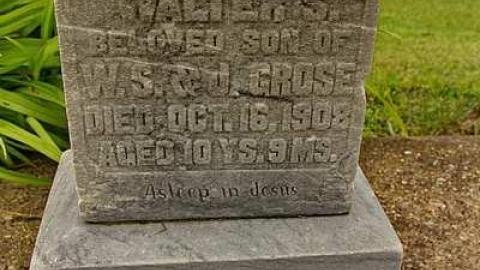 WALTER S.
BELOVED SON OF
W. S. & J. GROSE
DIED OCT. 16, 1908
AGED 10 YS. 9 MS.
Asleep in Jesus